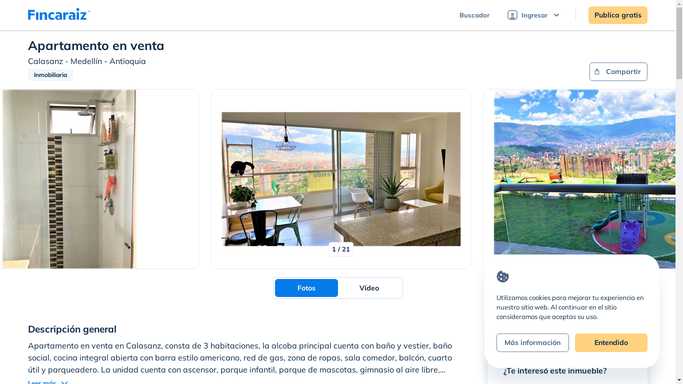 Fincaraiz
Buscador
Ingresar
Publica gratis
Apartamento en venta
Calasanz - Medellín - Antioquia
Inmobiliaria
Compartir
1 / 21
Fotos
Video
Descripción general
Apartamento en venta en Calasanz, consta de 3 habitaciones, la alcoba principal cuenta con baño y vestier, baño
social, cocina integral abierta con barra estilo americano, red de gas, zona de ropas, sala comedor, balcón, cuarto
útil y parqueadero. La unidad cuenta con ascensor, parque infantil, parque de mascotas, gimnasio al aire libre,...
Leer más
Utilizamos cookies para mejorar tu experiencia en
nuestro sitio web. Al continuar en el sitio
consideramos que aceptas su uso.
Más información
Entendido
¿Te interesó este inmueble?